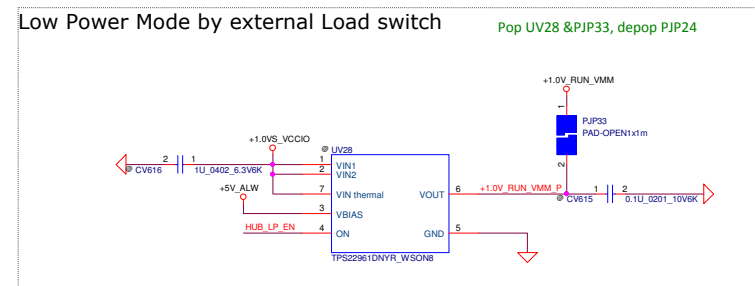 Low Power Mode by external Load switch
Pop UV28 &PJP33, depop PJP24
+1.0V_RUN_VMM
1
PJP33
PAD-OPEN1x1m
2
+1.0VS_VCCIO
@ UV28
2 1
@ CV616 1U_0402_6.3V6K
1 VIN1
2 VIN2
+5V_ALW
7 VIN thermal
VOUT 6 +1.0V_RUN_VMM_P
@ CV615 1 2
0.1U_0201_10V6K
3 VBIAS
HUB_LP_EN 4 ON
GND 5
TPS22961DNYR_WSON8